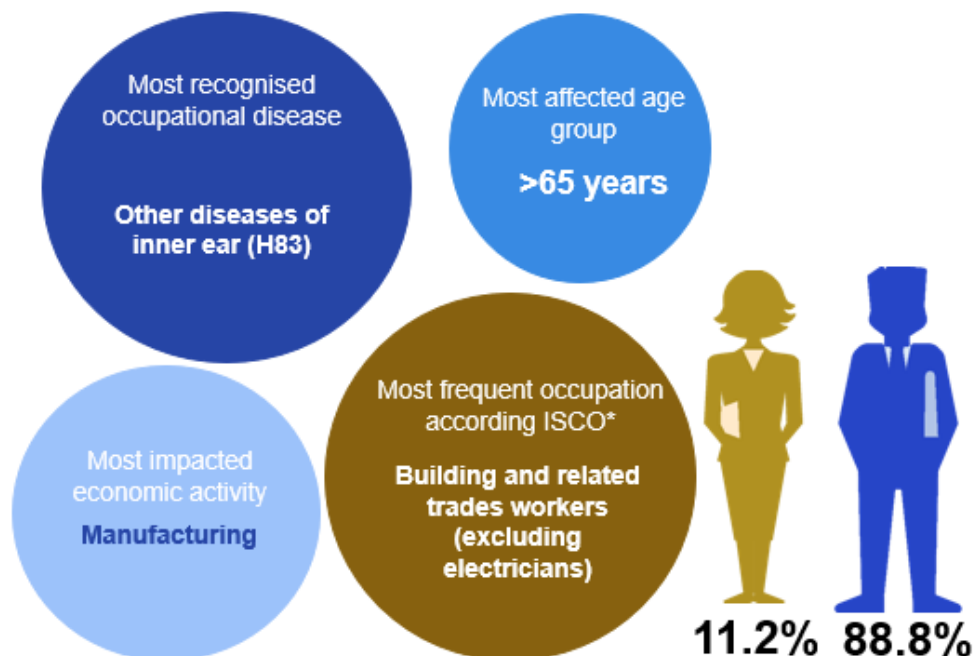 Most recognised
occupational disease
Other diseases of
inner ear (H83)
Most affected age
group
>65 years
Most impacted
economic activity
Manufacturing
Most frequent occupation
according ISCO*
Building and related
trades workers
(excluding
electricians)
11.2%
88.8%